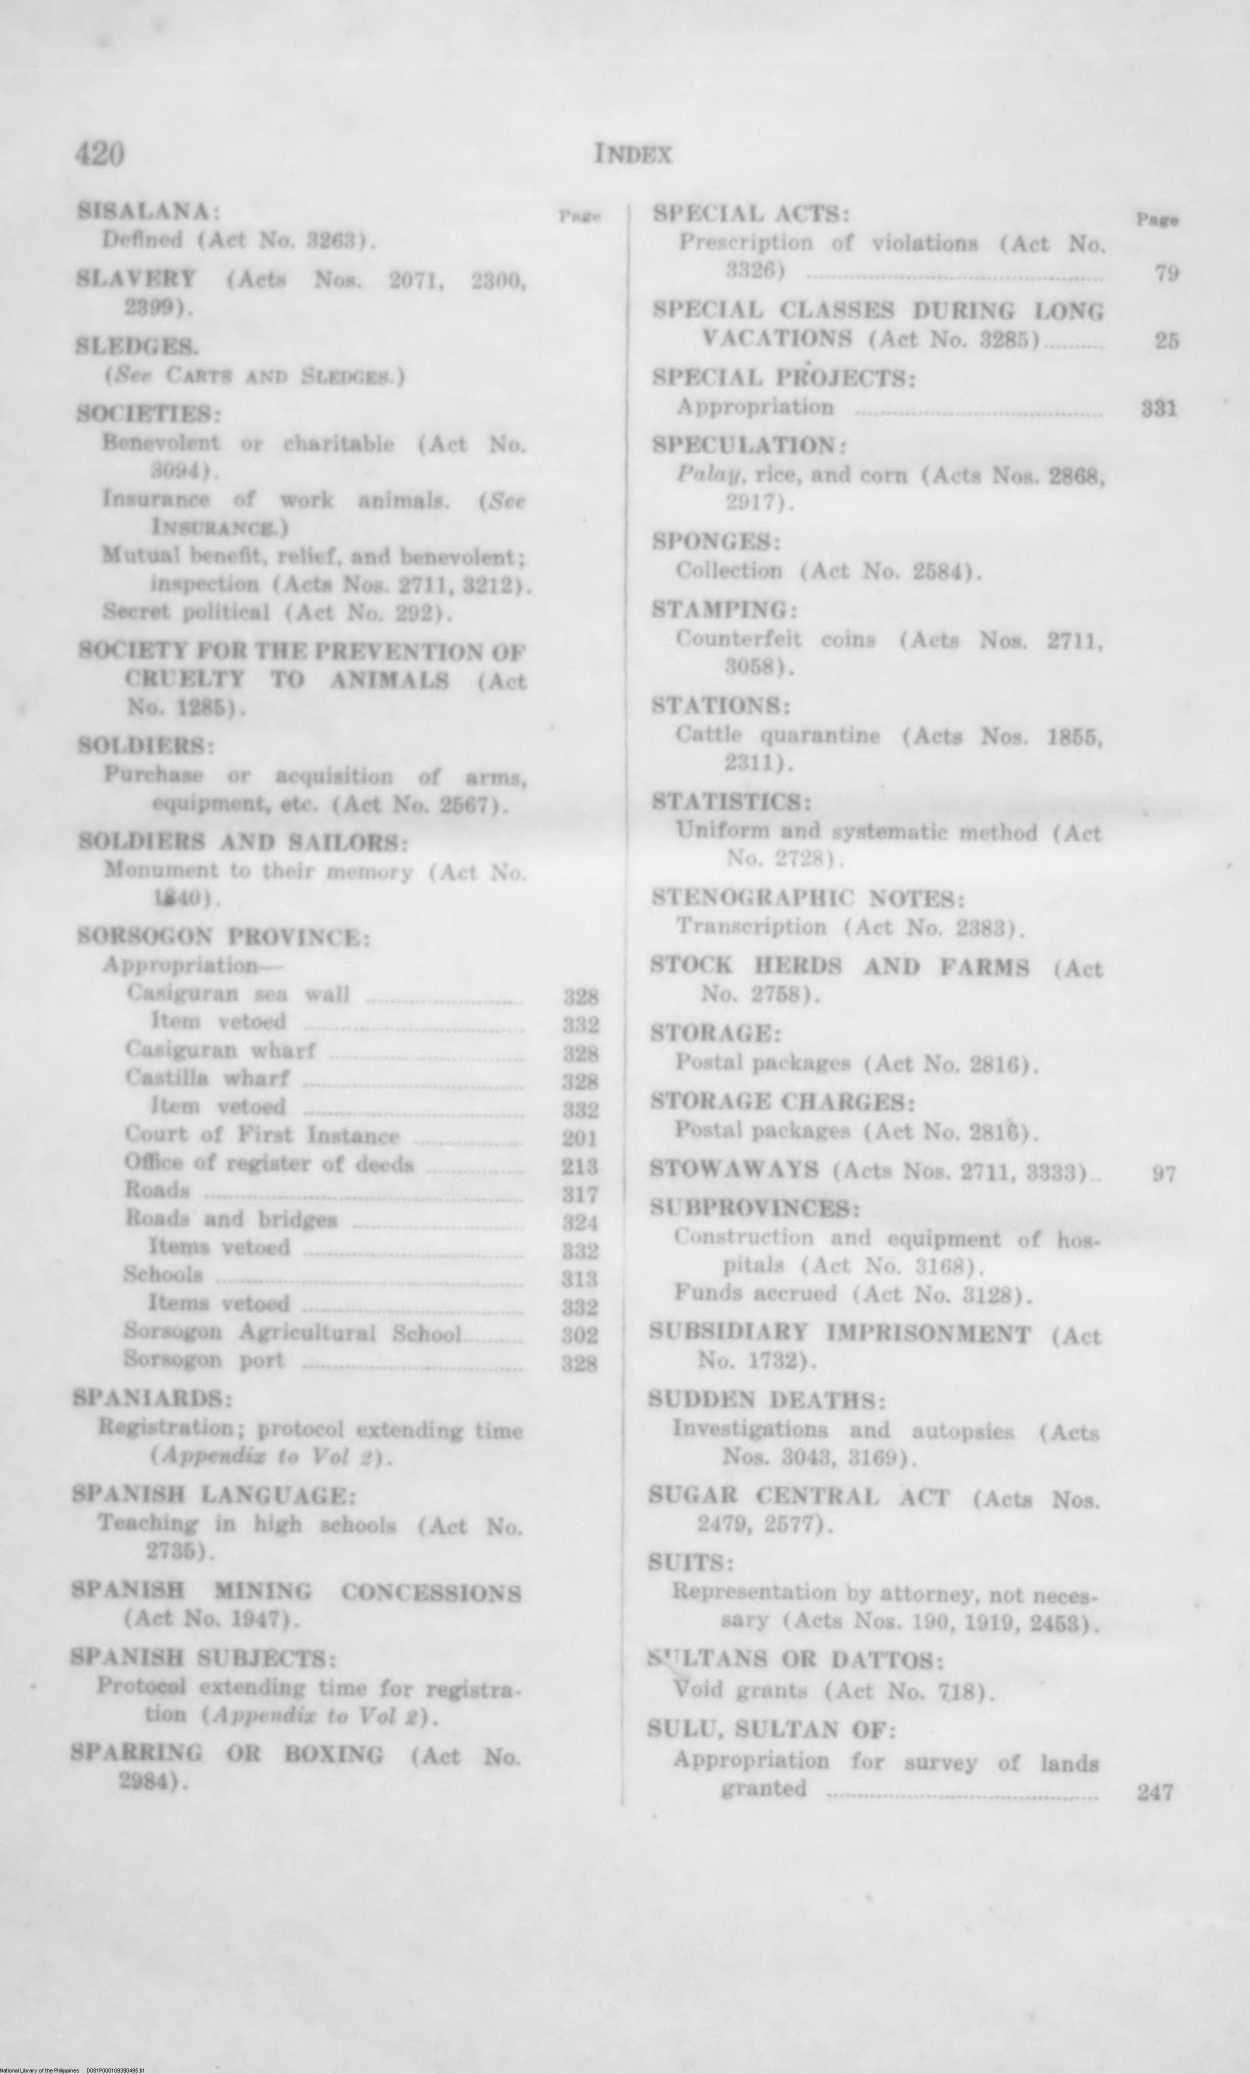 420
INDEX
Page
SISALANA:
Defined (Act No. 3263).
SLAVERY (Acts Nos. 2071, 2300,
2399).
SLEDGES.
(See CARTS AND SLEDGES.)
SOCIETIES:
Benevolent or charitable (Act No.
3094).
Insurance of work animals. (See
INSURANCE.)
Mutual benefit, relief, and benevolent;
inspection (Acts Nos. 2711, 3212).
Secret political (Act No. 292).
SOCIETY FOR THE PREVENTION OF
CRUELTY TO ANIMALS (Act
No. 1285).
SOLDIERS:
Purchase or acquisition of arms,
equipment, etc. (Act No. 2567).
SOLDIERS AND SAILORS:
Monument to their memory (Act No.
1840).
SORSOGON PROVINCE:
Appropriation—
Casiguran sea wall ........................ 328
Item vetoed ........................ 332
Casiguran wharf ........................ 328
Castilla wharf ........................ 328
Item vetoed ........................ 332
Court of First Instance ............ 201
Office of register of deeds ............ 213
Roads ........................ 317
Roads and bridges ........................ 324
Items vetoed ........................ 332
Schools ........................ 313
Items vetoed ........................ 332
Sorsogon Agricultural School......... 302
Sorsogon port ........................ 328
SPANIARDS:
Registration; protocol extending time
(Appendix to Vol 2).
SPANISH LANGUAGE:
Teaching in high schools (Act No.
2735).
SPANISH MINING CONCESSIONS
(Act No. 1947).
SPANISH SUBJECTS:
Protocol extending time for registra-
tion (Appendix to Vol 2).
SPARRING OR BOXING (Act No.
2984).
Page
SPECIAL ACTS:
Prescription of violations (Act No.
3326) ........................ 79
SPECIAL CLASSES DURING LONG
VACATIONS (Act No. 3285).......... 25
SPECIAL PROJECTS:
Appropriation ........................ 331
SPECULATION:
Palay, rice, and corn (Acts Nos. 2868,
2917).
SPONGES:
Collection (Act No. 2584).
STAMPING:
Counterfeit coins (Acts Nos. 2711,
3058).
STATIONS:
Cattle quarantine (Acts Nos. 1855,
2311).
STATISTICS:
Uniform and systematic method (Act
No. 2728).
STENOGRAPHIC NOTES:
Transcription (Act No. 2383).
STOCK HERDS AND FARMS (Act
No. 2758).
STORAGE:
Postal packages (Act No. 2816).
STORAGE CHARGES:
Postal packages (Act No. 2816).
STOWAWAYS (Acts Nos. 2711, 3333).. 97
SUBPROVINCES:
Construction and equipment of hos-
pitals (Act No. 3168).
Funds accrued (Act No. 3128).
SUBSIDIARY IMPRISONMENT (Act
No. 1732).
SUDDEN DEATHS:
Investigations and autopsies (Acts
Nos. 3043, 3169).
SUGAR CENTRAL ACT (Acts Nos.
2479, 2577).
SUITS:
Representation by attorney, not neces-
sary (Acts Nos. 190, 1919, 2453).
SULTANS OR DATTOS:
Void grants (Act No. 718).
SULU, SULTAN OF:
Appropriation for survey of lands
granted ........................ 247
National Library of the Philippines